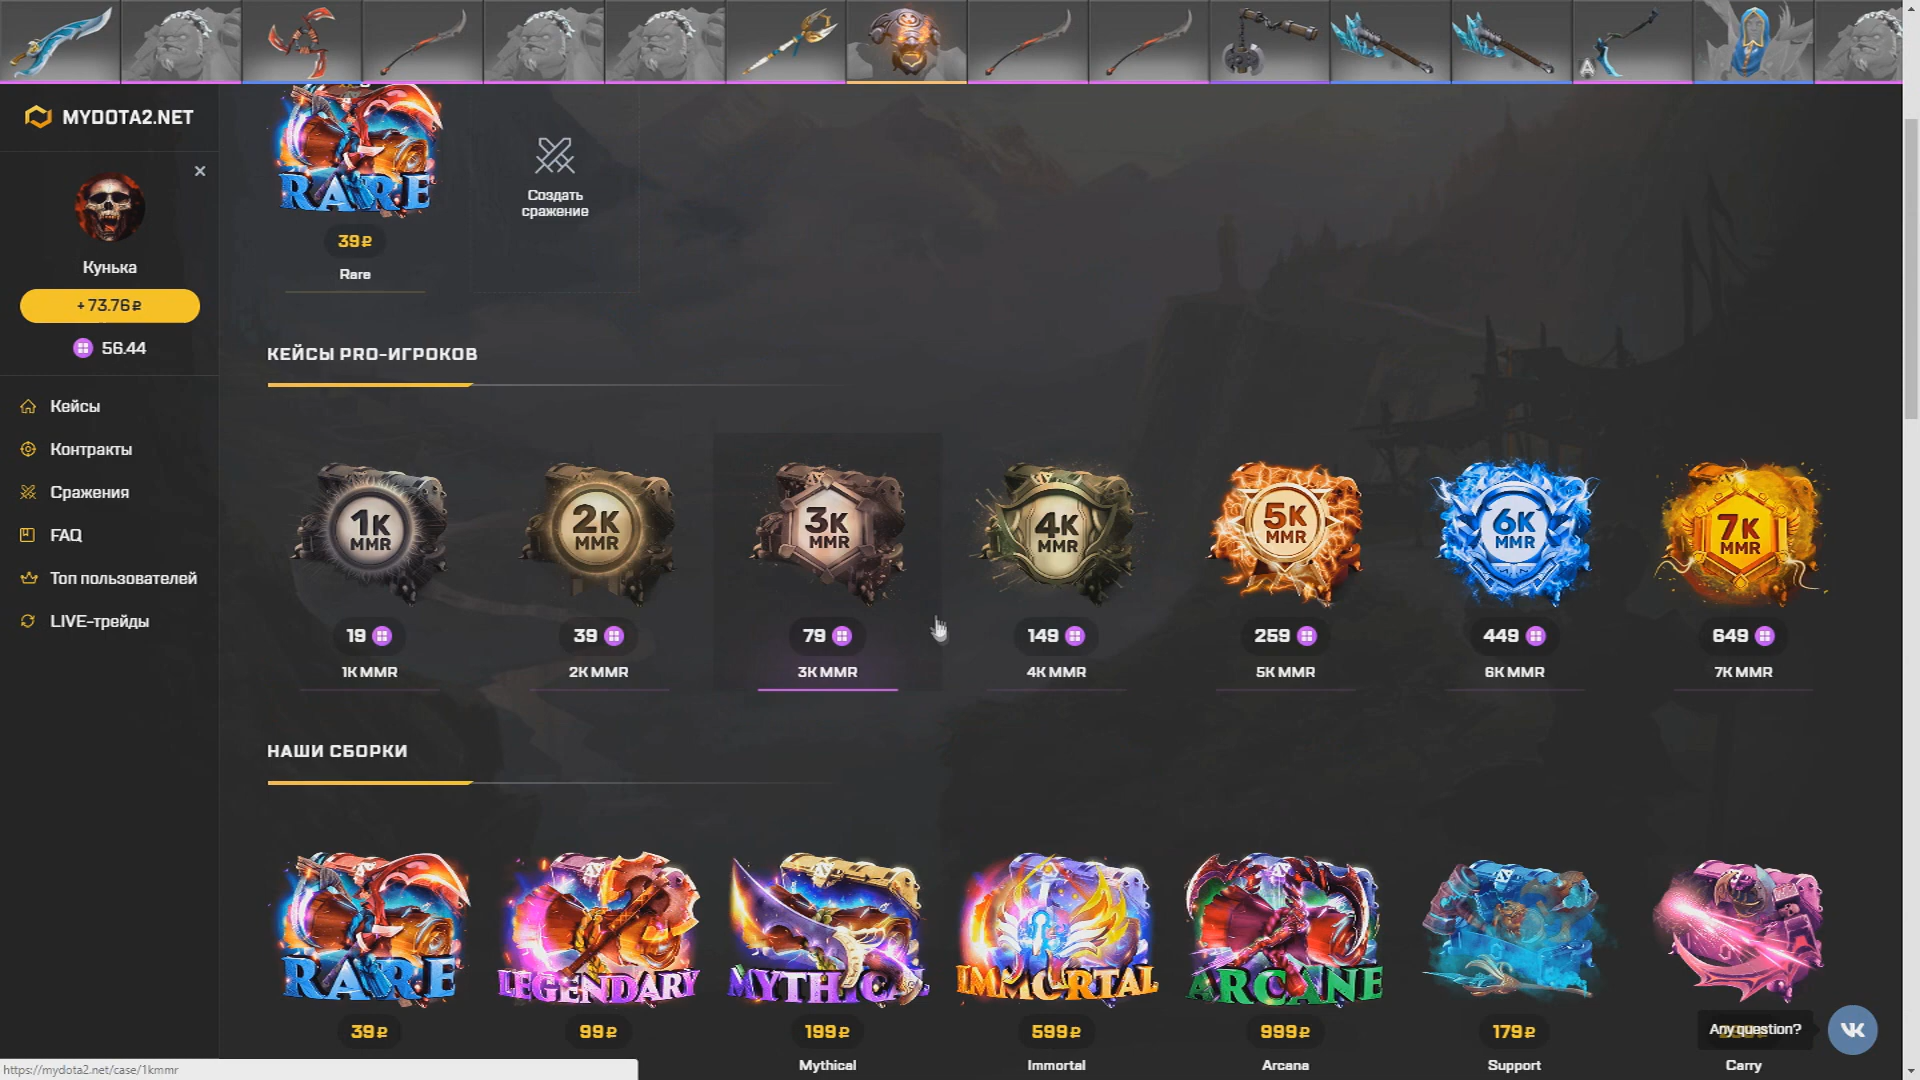 MYDOTA2.NET
RARE
39₽
Rare
Создать
сражение
Кунька
+ 73.76₽
56.44
Кейсы
Контракты
Сражения
FAQ
Топ пользователей
LIVE-трейды
КЕЙСЫ PRO-ИГРОКОВ
1K
MMR
2K
MMR
3K
MMR
4K
MMR
5K
MMR
6K
MMR
7K
MMR
19
39
79
149
259
449
649
1K MMR
2K MMR
3K MMR
4K MMR
5K MMR
6K MMR
7K MMR
НАШИ СБОРКИ
RARE
LEGENDARY
MYTHICAL
IMMORTAL
ARCANE
39₽
99₽
199₽
599₽
999₽
179₽
Any question?
Mythical
Immortal
Arcana
Support
Carry
https://mydota2.net/case/1kmmr